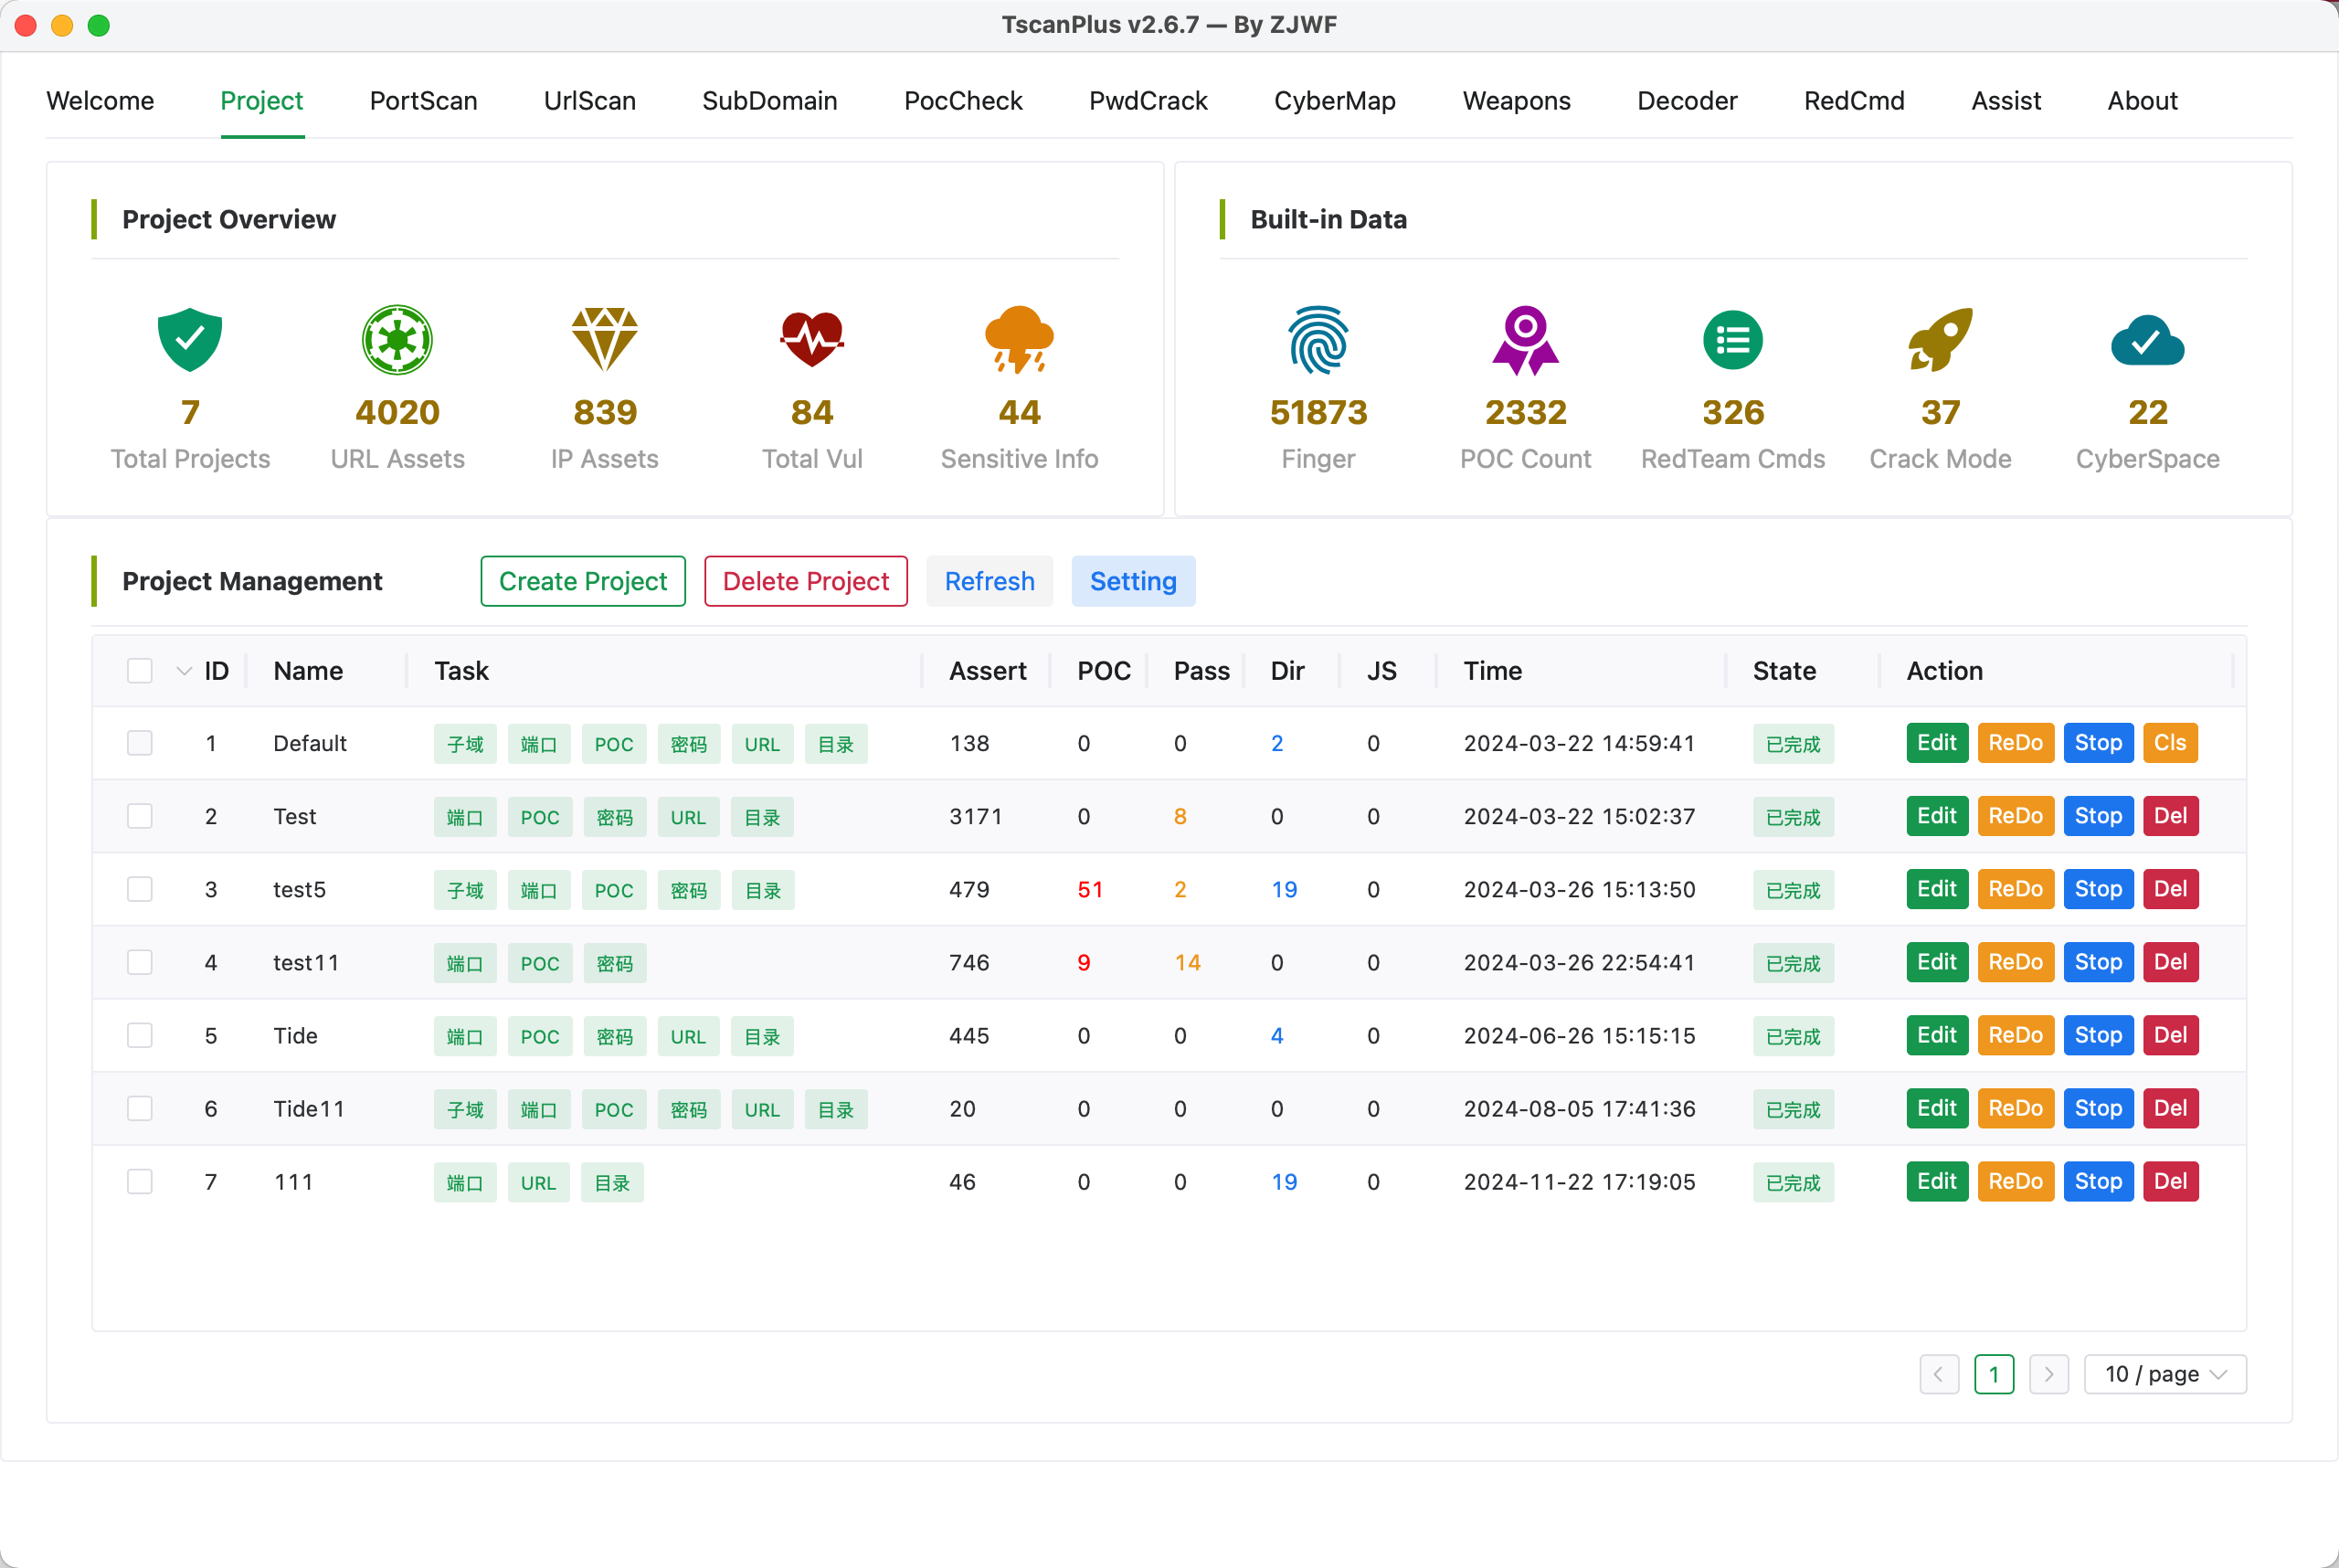 TscanPlus v2.6.7 — By ZJWF
Welcome Project PortScan UrlScan SubDomain PocCheck PwdCrack CyberMap Weapons Decoder RedCmd Assist About
Project Overview
7 4020 839 84 44
Total Projects URL Assets IP Assets Total Vul Sensitive Info
Built-in Data
51873 2332 326 37 22
Finger POC Count RedTeam Cmds Crack Mode CyberSpace
Project Management Create Project Delete Project Refresh Setting
ID Name Task Assert POC Pass Dir JS Time State Action
1 Default 子域 端口 POC 密码 URL 目录 138 0 0 2 0 2024-03-22 14:59:41 已完成 Edit ReDo Stop Cls
2 Test 端口 POC 密码 URL 目录 3171 0 8 0 0 2024-03-22 15:02:37 已完成 Edit ReDo Stop Del
3 test5 子域 端口 POC 密码 目录 479 51 2 19 0 2024-03-26 15:13:50 已完成 Edit ReDo Stop Del
4 test11 端口 POC 密码 746 9 14 0 0 2024-03-26 22:54:41 已完成 Edit ReDo Stop Del
5 Tide 端口 POC 密码 URL 目录 445 0 0 4 0 2024-06-26 15:15:15 已完成 Edit ReDo Stop Del
6 Tide11 子域 端口 POC 密码 URL 目录 20 0 0 0 0 2024-08-05 17:41:36 已完成 Edit ReDo Stop Del
7 111 端口 URL 目录 46 0 0 19 0 2024-11-22 17:19:05 已完成 Edit ReDo Stop Del
1 10 / page